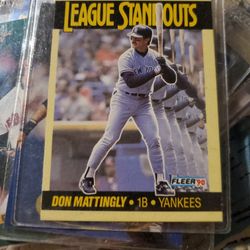 LEAGUE STANDOUTS
FLEER '90
DON MATTINGLY • 1B • YANKEES